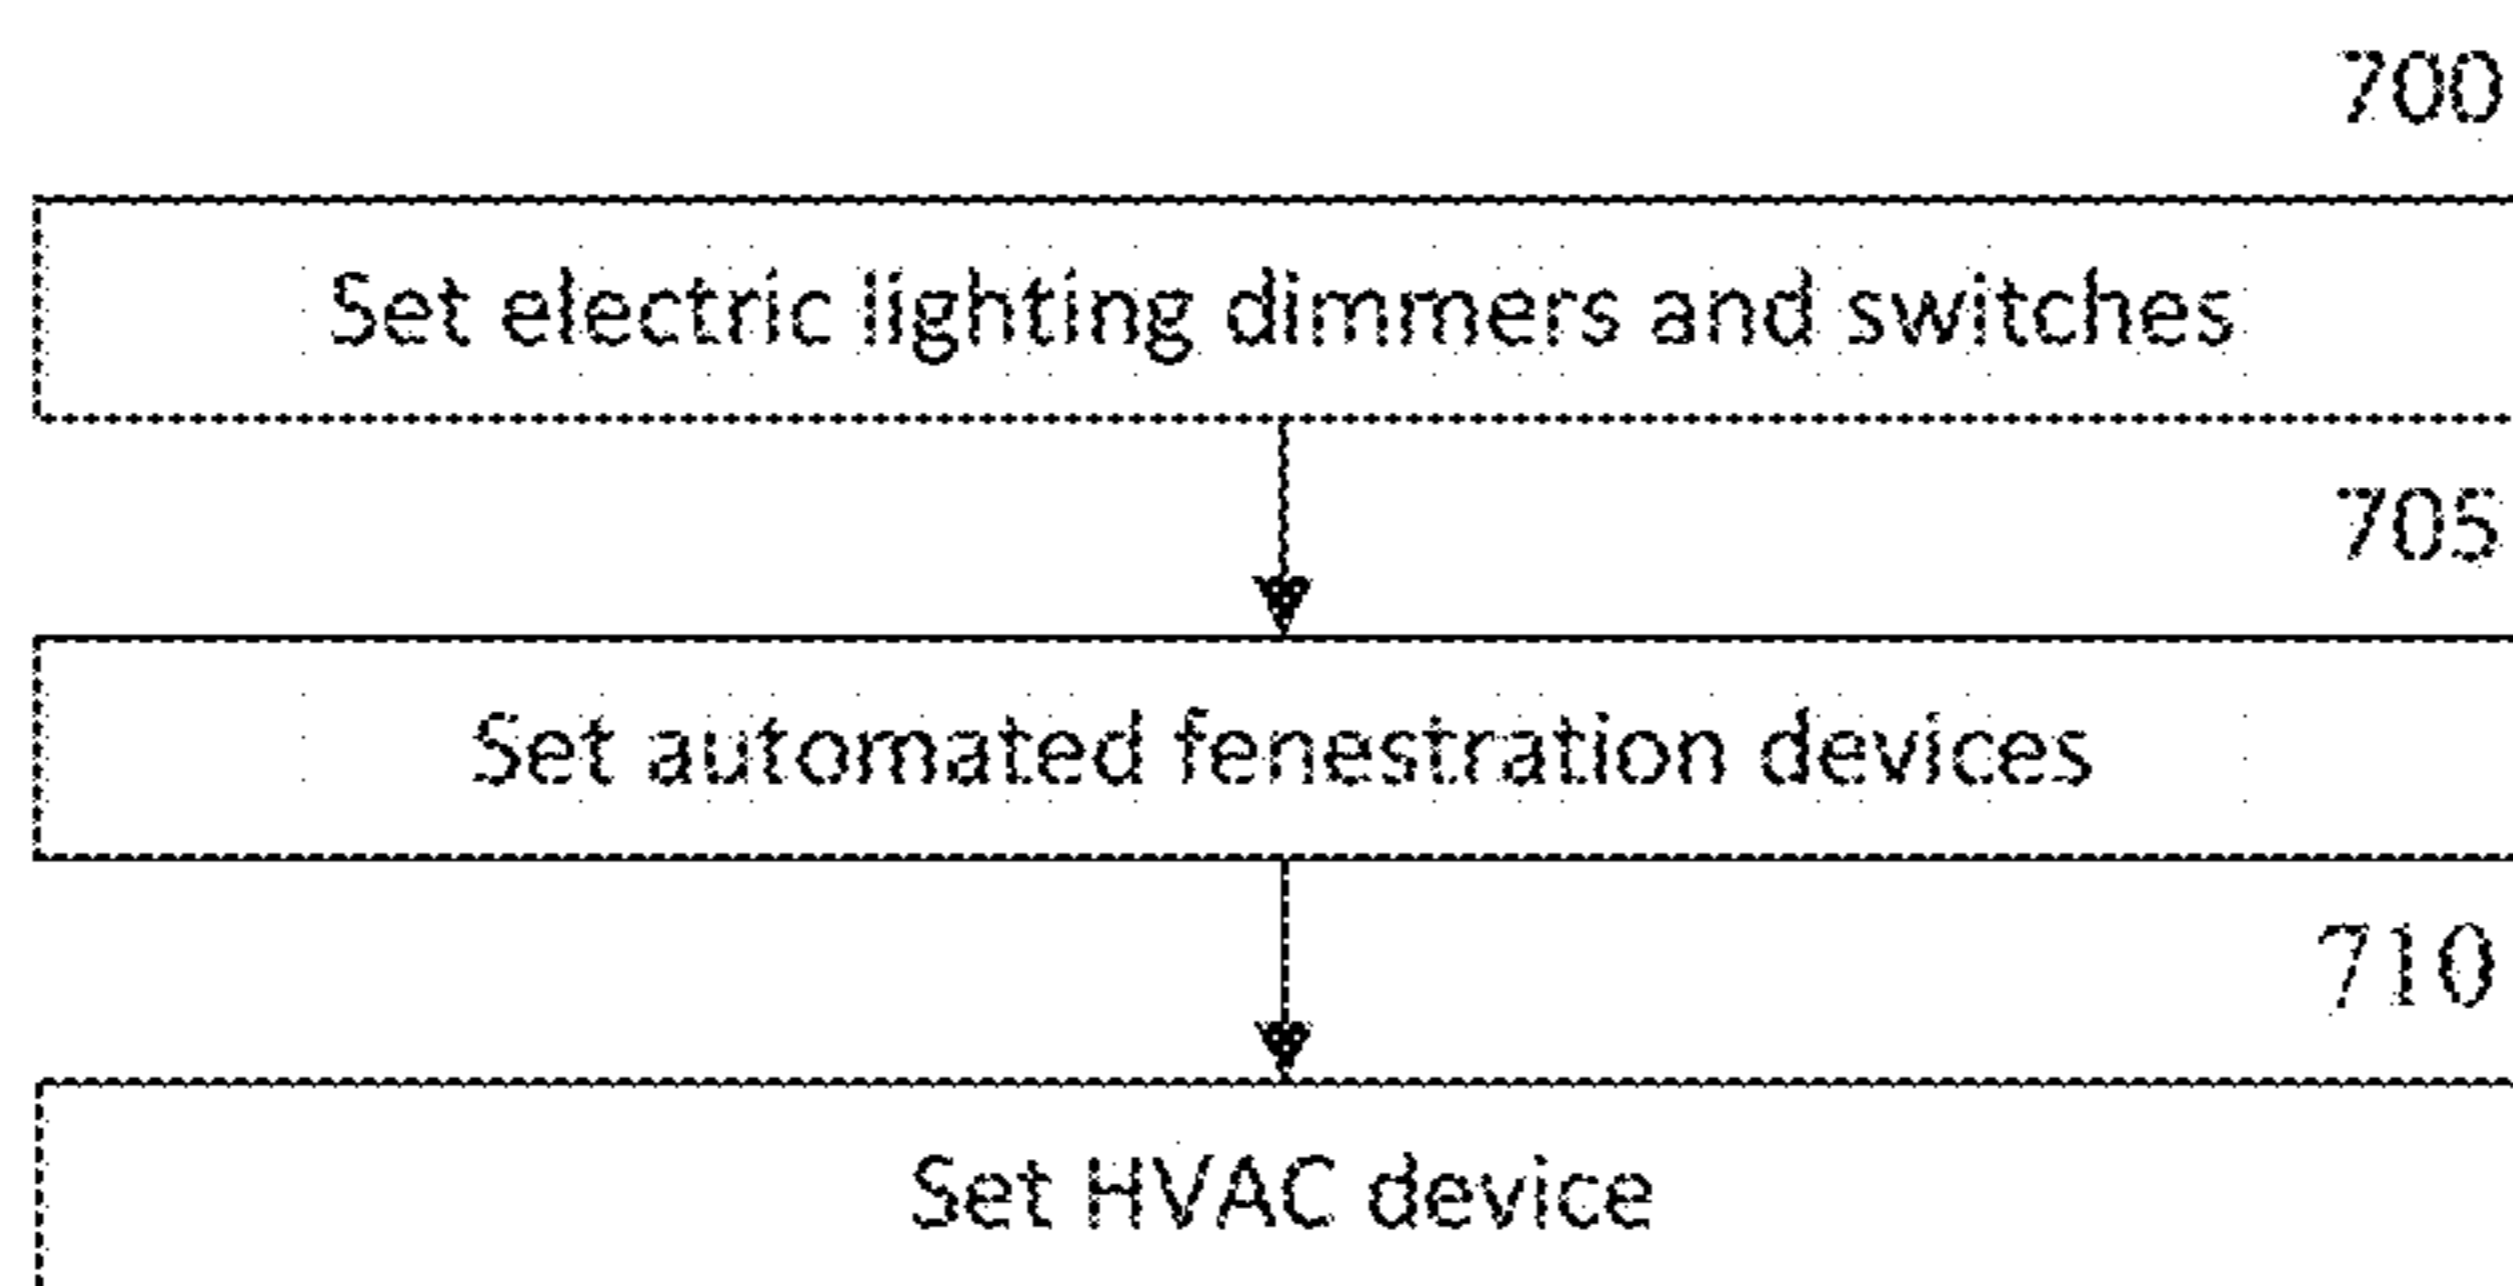 700
Set electric lighting dimmers and switches
705
Set automated fenestration devices
710
Set HVAC device